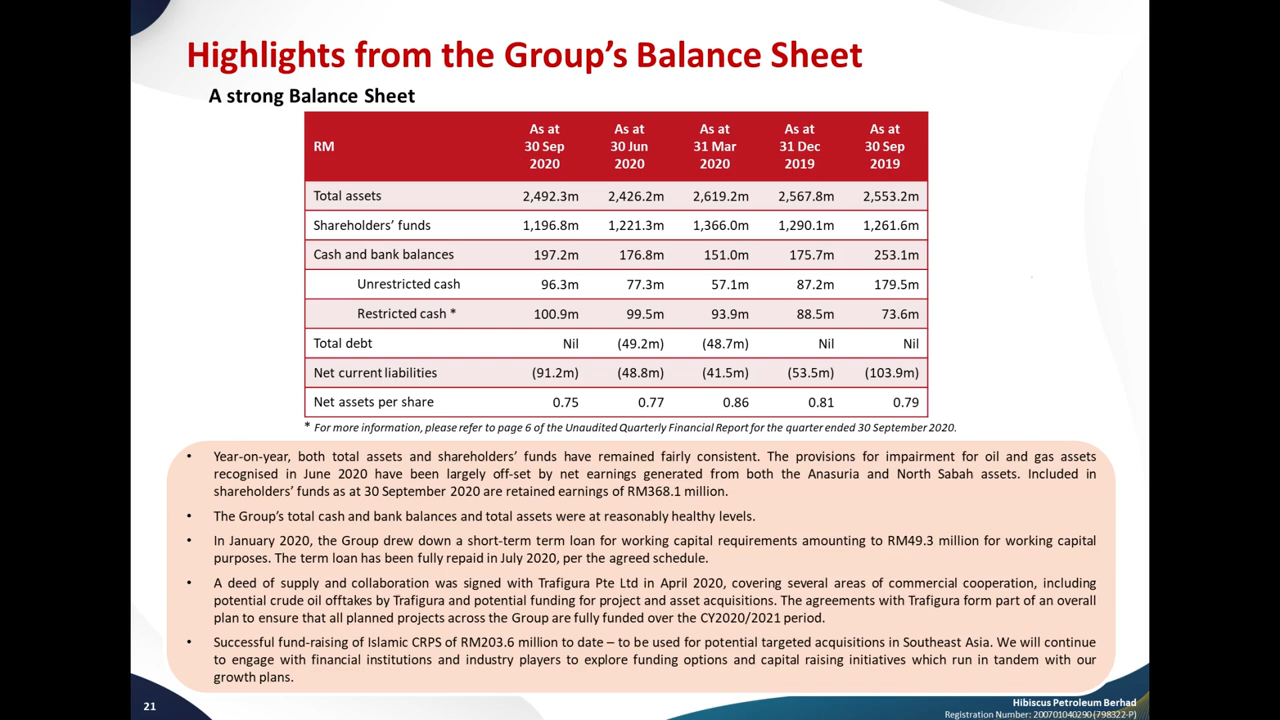 Highlights from the Group’s Balance Sheet
A strong Balance Sheet
RM As at 30 Sep 2020 As at 30 Jun 2020 As at 31 Mar 2020 As at 31 Dec 2019 As at 30 Sep 2019
Total assets 2,492.3m 2,426.2m 2,619.2m 2,567.8m 2,553.2m
Shareholders’ funds 1,196.8m 1,221.3m 1,366.0m 1,290.1m 1,261.6m
Cash and bank balances 197.2m 176.8m 151.0m 175.7m 253.1m
Unrestricted cash 96.3m 77.3m 57.1m 87.2m 179.5m
Restricted cash * 100.9m 99.5m 93.9m 88.5m 73.6m
Total debt Nil (49.2m) (48.7m) Nil Nil
Net current liabilities (91.2m) (48.8m) (41.5m) (53.5m) (103.9m)
Net assets per share 0.75 0.77 0.86 0.81 0.79
* For more information, please refer to page 6 of the Unaudited Quarterly Financial Report for the quarter ended 30 September 2020.
• Year-on-year, both total assets and shareholders’ funds have remained fairly consistent. The provisions for impairment for oil and gas assets
recognised in June 2020 have been largely off-set by net earnings generated from both the Anasuria and North Sabah assets. Included in
shareholders’ funds as at 30 September 2020 are retained earnings of RM368.1 million.
• The Group’s total cash and bank balances and total assets were at reasonably healthy levels.
• In January 2020, the Group drew down a short-term term loan for working capital requirements amounting to RM49.3 million for working capital
purposes. The term loan has been fully repaid in July 2020, per the agreed schedule.
• A deed of supply and collaboration was signed with Trafigura Pte Ltd in April 2020, covering several areas of commercial cooperation, including
potential crude oil offtakes by Trafigura and potential funding for project and asset acquisitions. The agreements with Trafigura form part of an overall
plan to ensure that all planned projects across the Group are fully funded over the CY2020/2021 period.
• Successful fund-raising of Islamic CRPS of RM203.6 million to date – to be used for potential targeted acquisitions in Southeast Asia. We will continue
to engage with financial institutions and industry players to explore funding options and capital raising initiatives which run in tandem with our
growth plans.
21
Hibiscus Petroleum Berhad
Registration Number: 200701040290 (798322-P)